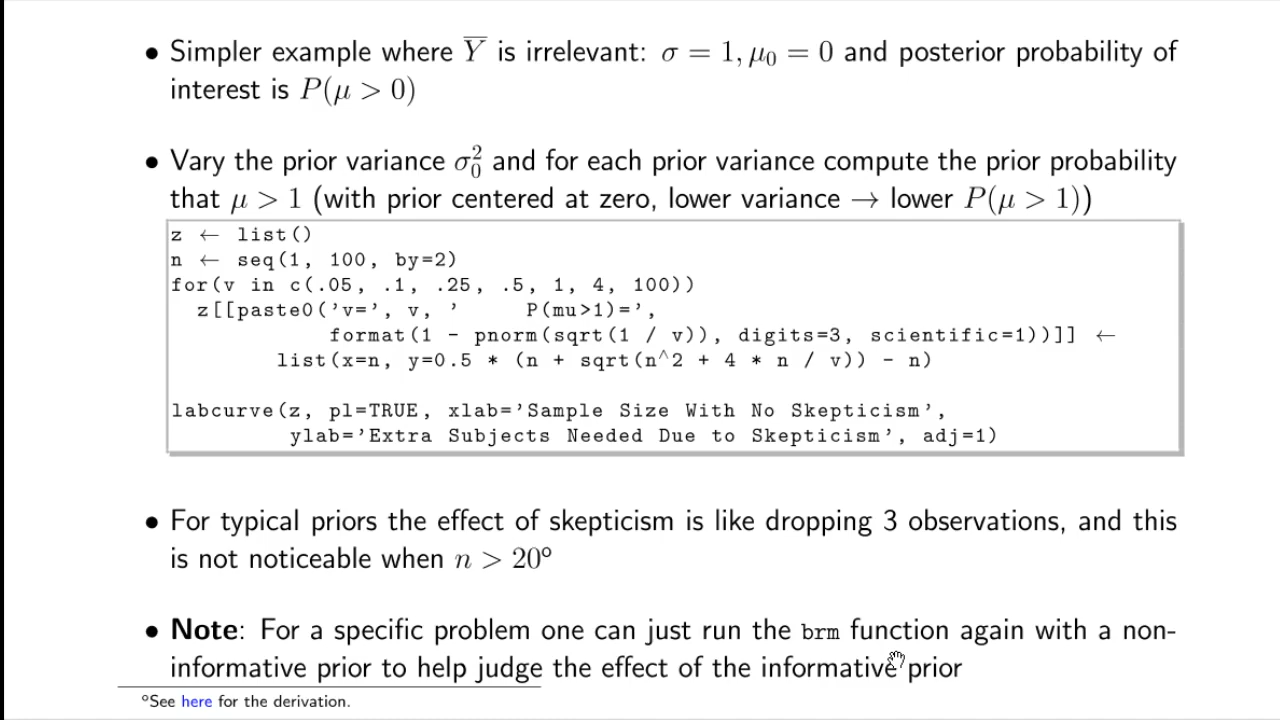 • Simpler example where Y̅ is irrelevant: σ = 1, μ₀ = 0 and posterior probability of
interest is P(μ > 0)
• Vary the prior variance σ₀² and for each prior variance compute the prior probability
that μ > 1 (with prior centered at zero, lower variance → lower P(μ > 1))
z ← list()
n ← seq(1, 100, by=2)
for(v in c(.05, .1, .25, .5, 1, 4, 100))
  z[[paste0('v=', v, '      P(mu>1)=',
            format(1 - pnorm(sqrt(1 / v)), digits=3, scientific=1))]] ←
        list(x=n, y=0.5 * (n + sqrt(n^2 + 4 * n / v)) - n)
labcurve(z, pl=TRUE, xlab='Sample Size With No Skepticism',
         ylab='Extra Subjects Needed Due to Skepticism', adj=1)
• For typical priors the effect of skepticism is like dropping 3 observations, and this
is not noticeable when n > 20ᵒ
• Note: For a specific problem one can just run the brm function again with a non-
informative prior to help judge the effect of the informative prior
ᵒSee here for the derivation.